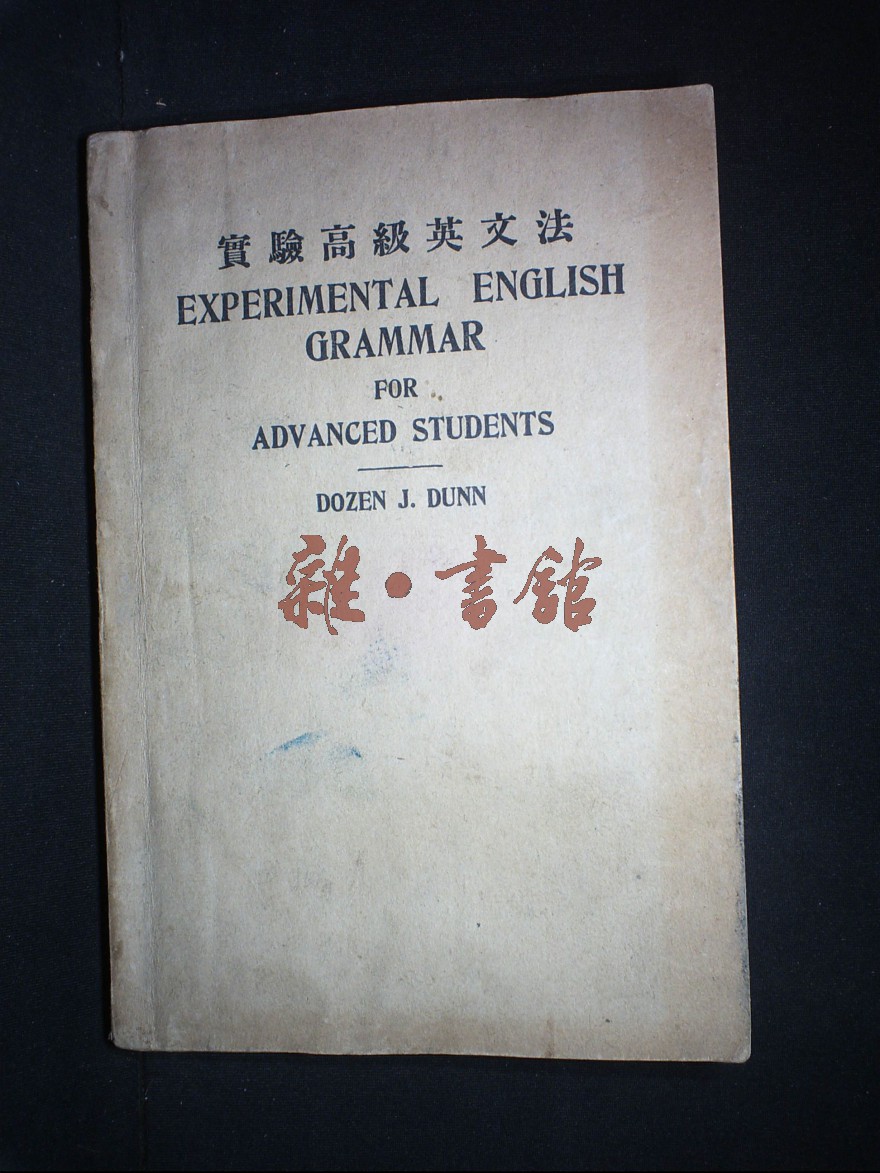 實驗高級英文法
EXPERIMENTAL ENGLISH
GRAMMAR
FOR
ADVANCED STUDENTS
DOZEN J. DUNN
雜・書館